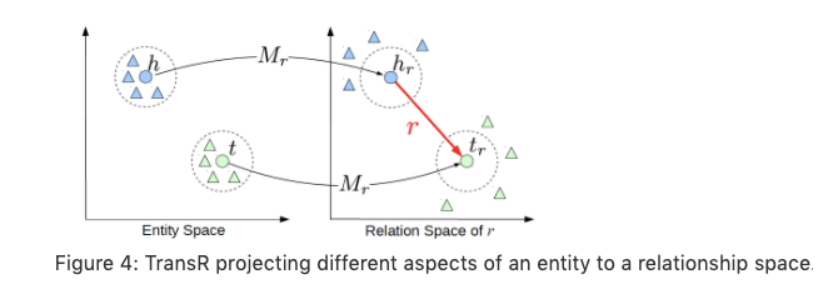 h
M_r
h_r
r
t
t_r
M_r
Entity Space
Relation Space of r
Figure 4: TransR projecting different aspects of an entity to a relationship space.